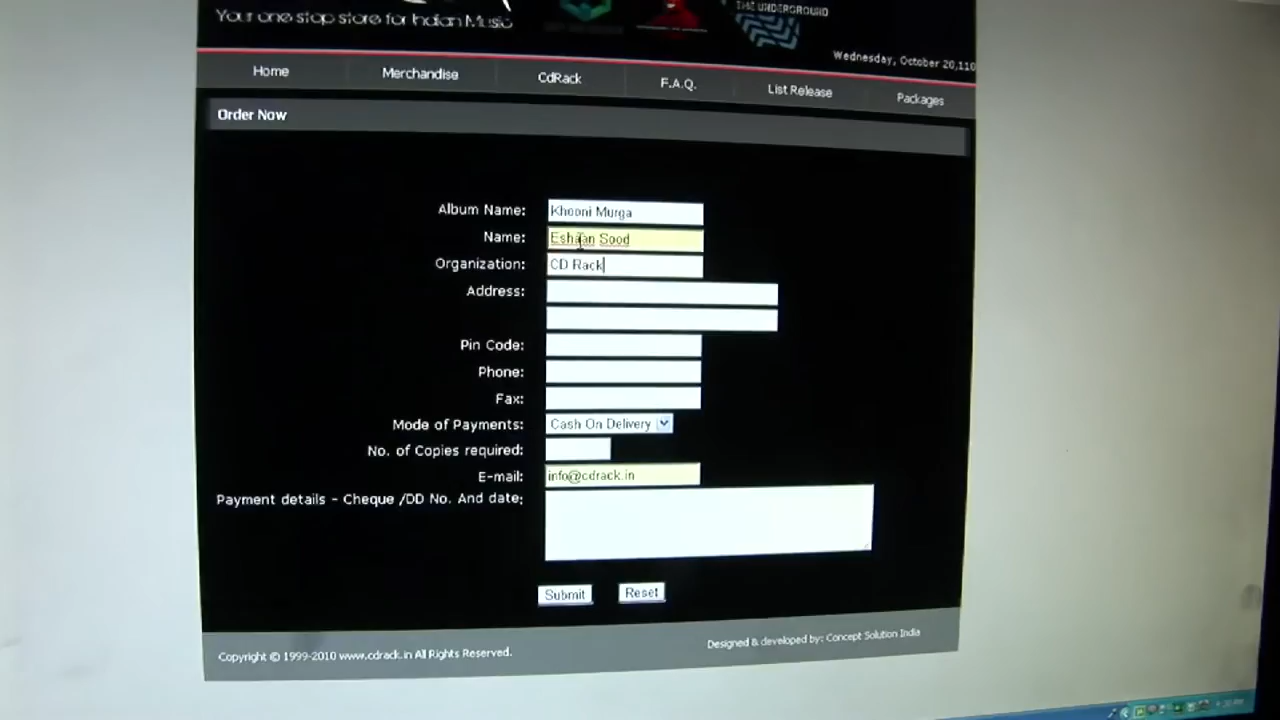 Your one stop store for Indian Music
THE UNDERGROUND
Wednesday, October 20,110
Home
Merchandise
CdRack
F.A.Q.
List Release
Packages
Order Now
Album Name: Khooni Murga
Name: Eshaan Sood
Organization: CD Rack
Address:
Pin Code:
Phone:
Fax:
Mode of Payments: Cash On Delivery
No. of Copies required:
E-mail: info@cdrack.in
Payment details - Cheque /DD No. And date:
Submit
Reset
Designed & developed by: Concept Solution India
Copyright © 1999-2010 www.cdrack.in All Rights Reserved.